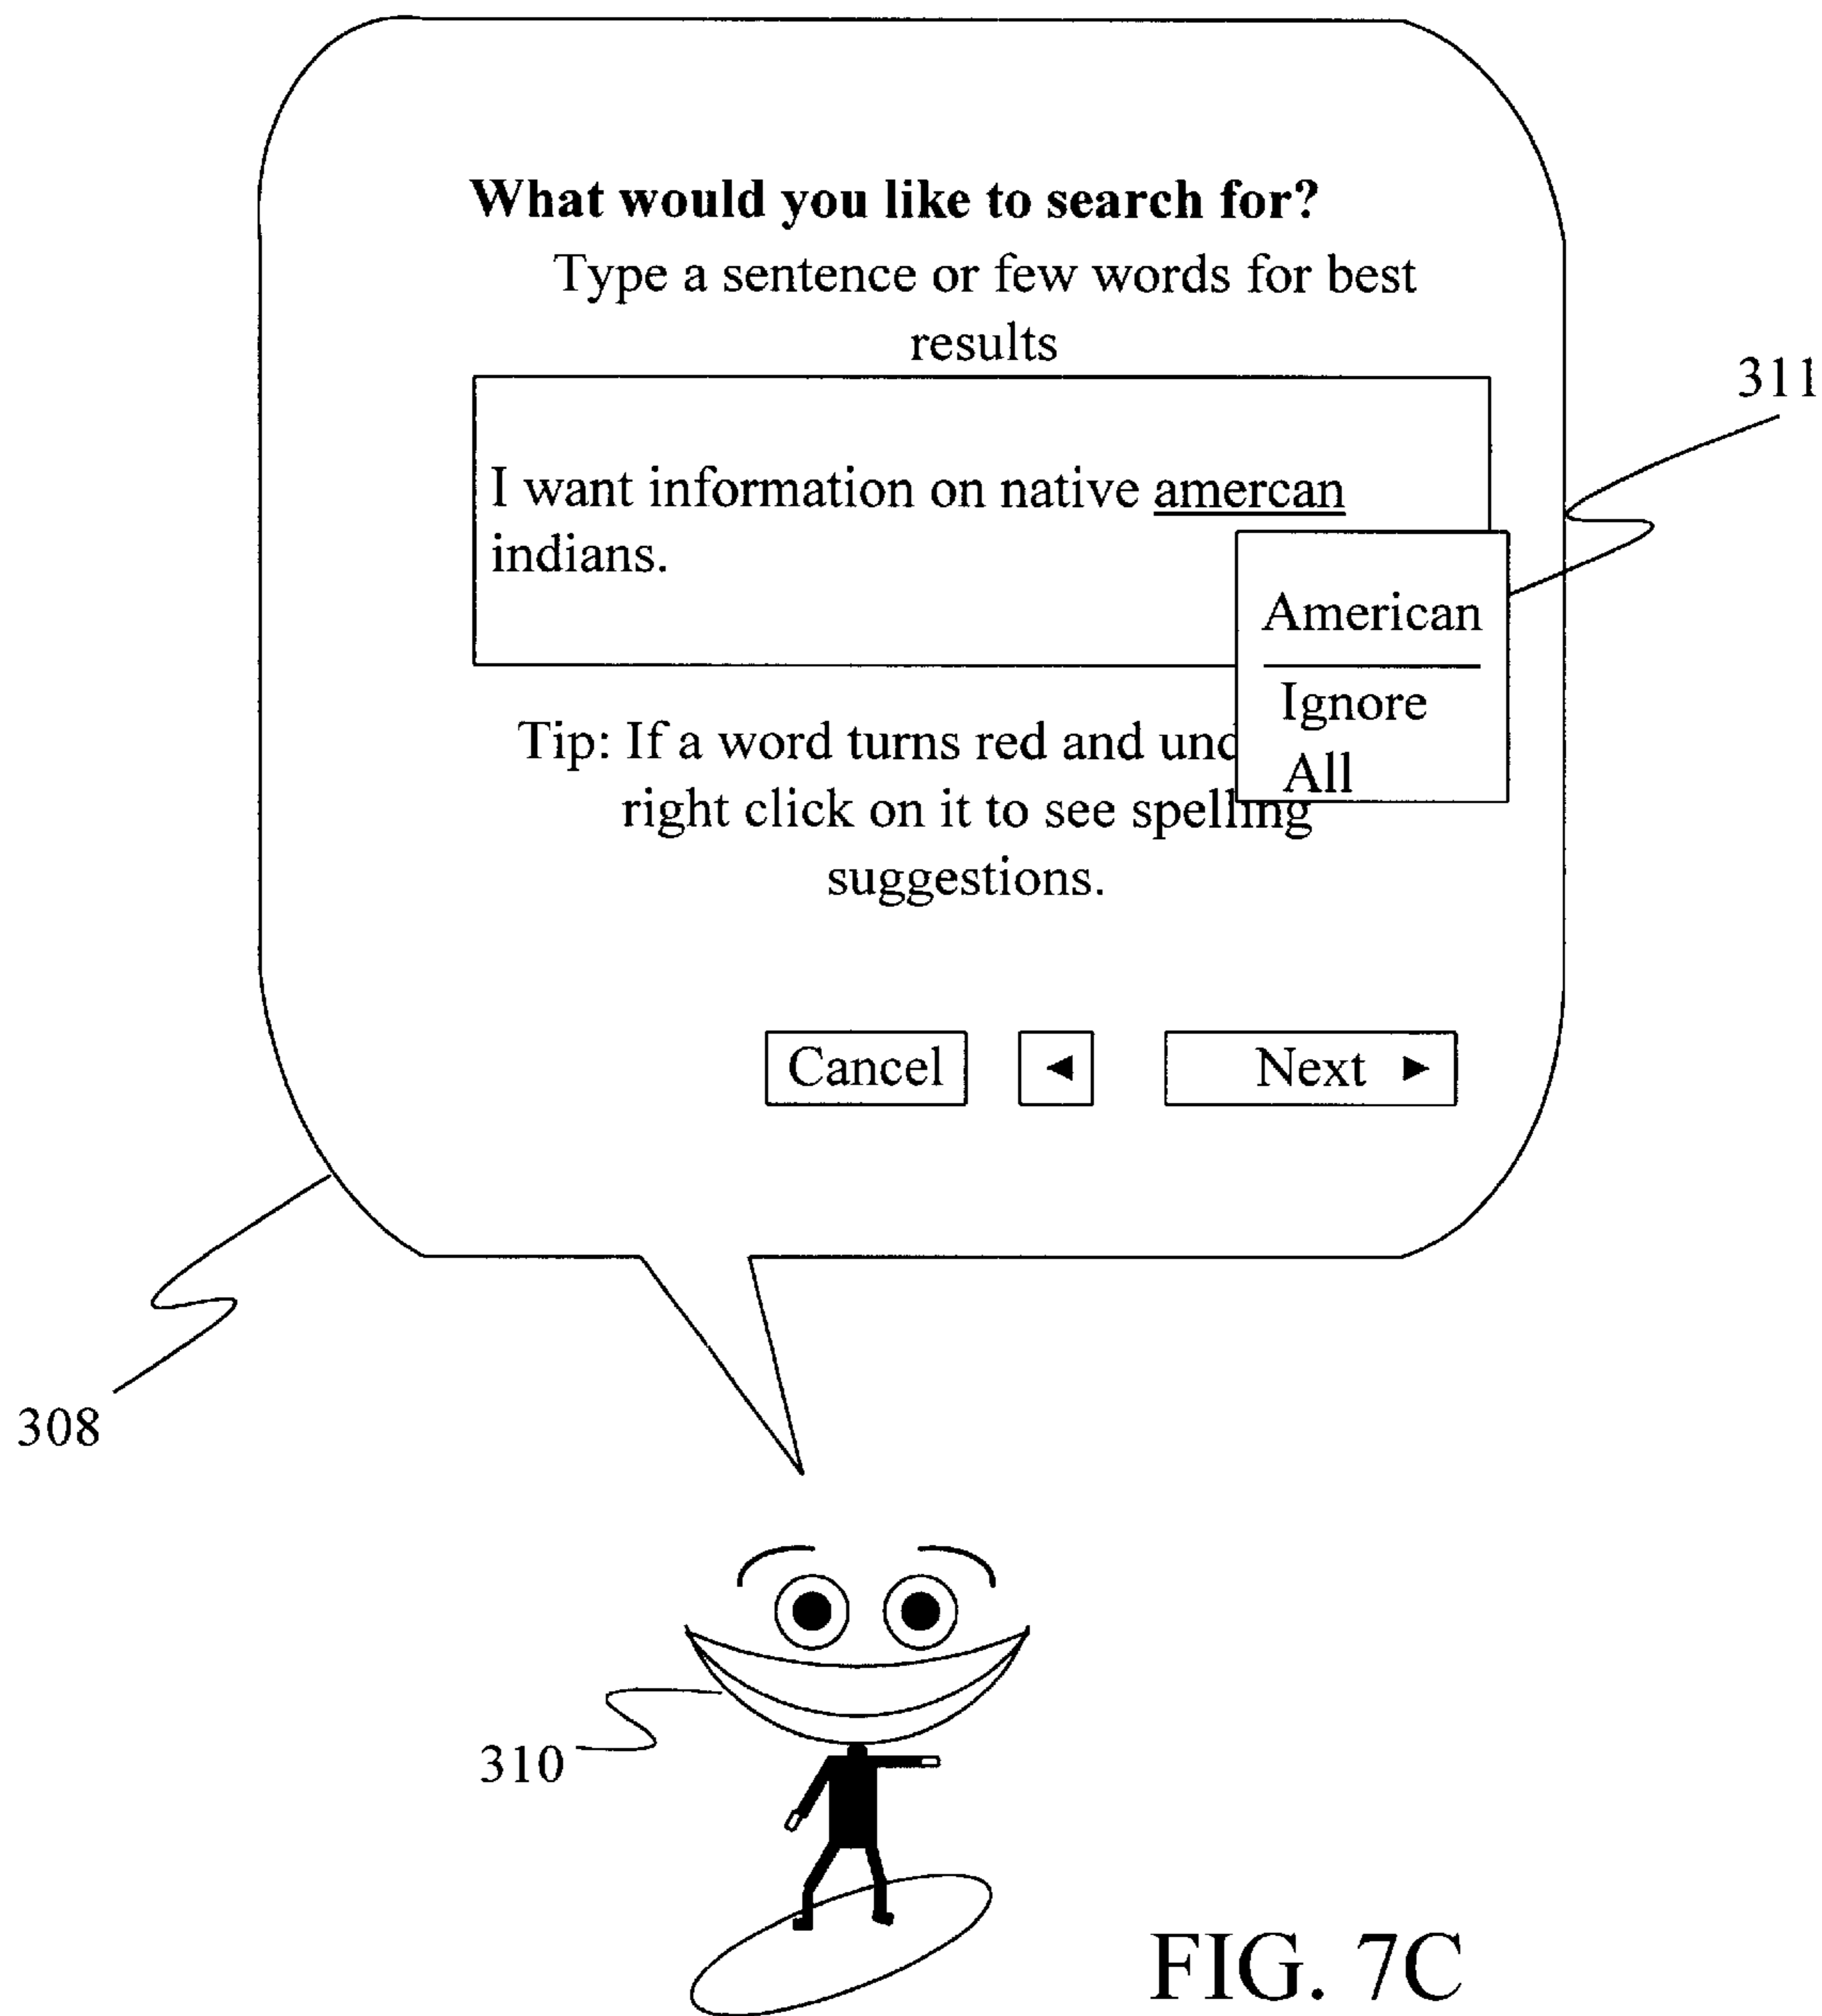 What would you like to search for?
Type a sentence or few words for best
results
311
I want information on native amercan
indians.
American
Ignore
All
Tip: If a word turns red and
right click on it to see spelling
suggestions.
Cancel ◄ Next ►
308
310
FIG. 7C